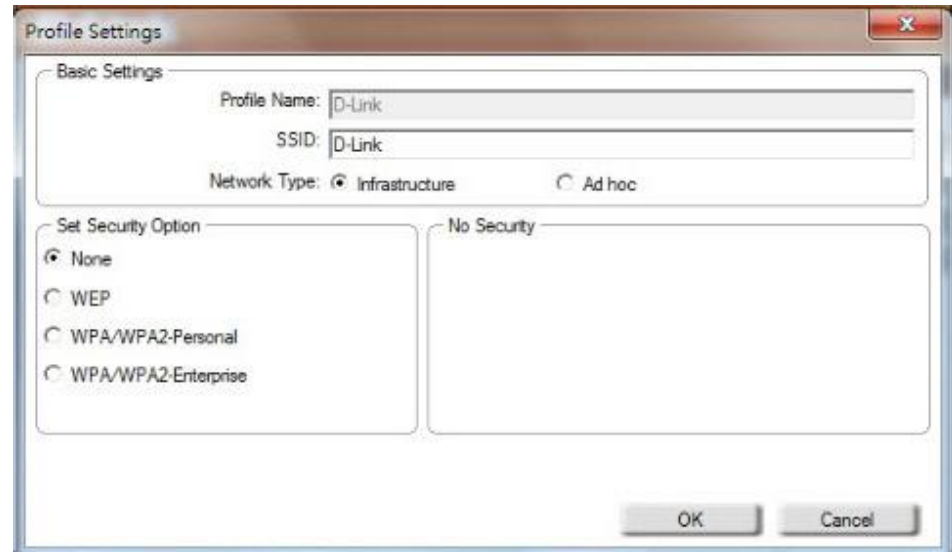 Profile Settings
Basic Settings
Profile Name: D-Link
SSID: D-Link
Network Type: Infrastructure Ad hoc
Set Security Option
None
WEP
WPA/WPA2-Personal
WPA/WPA2-Enterprise
No Security
OK Cancel